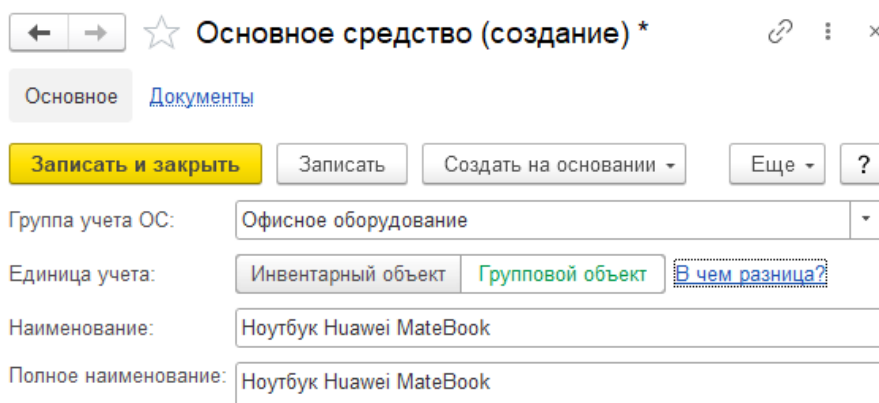 Основное средство (создание) *
Основное Документы
Записать и закрыть Записать Создать на основании Еще ?
Группа учета ОС: Офисное оборудование
Единица учета: Инвентарный объект Групповой объект В чем разница?
Наименование: Ноутбук Huawei MateBook
Полное наименование: Ноутбук Huawei MateBook